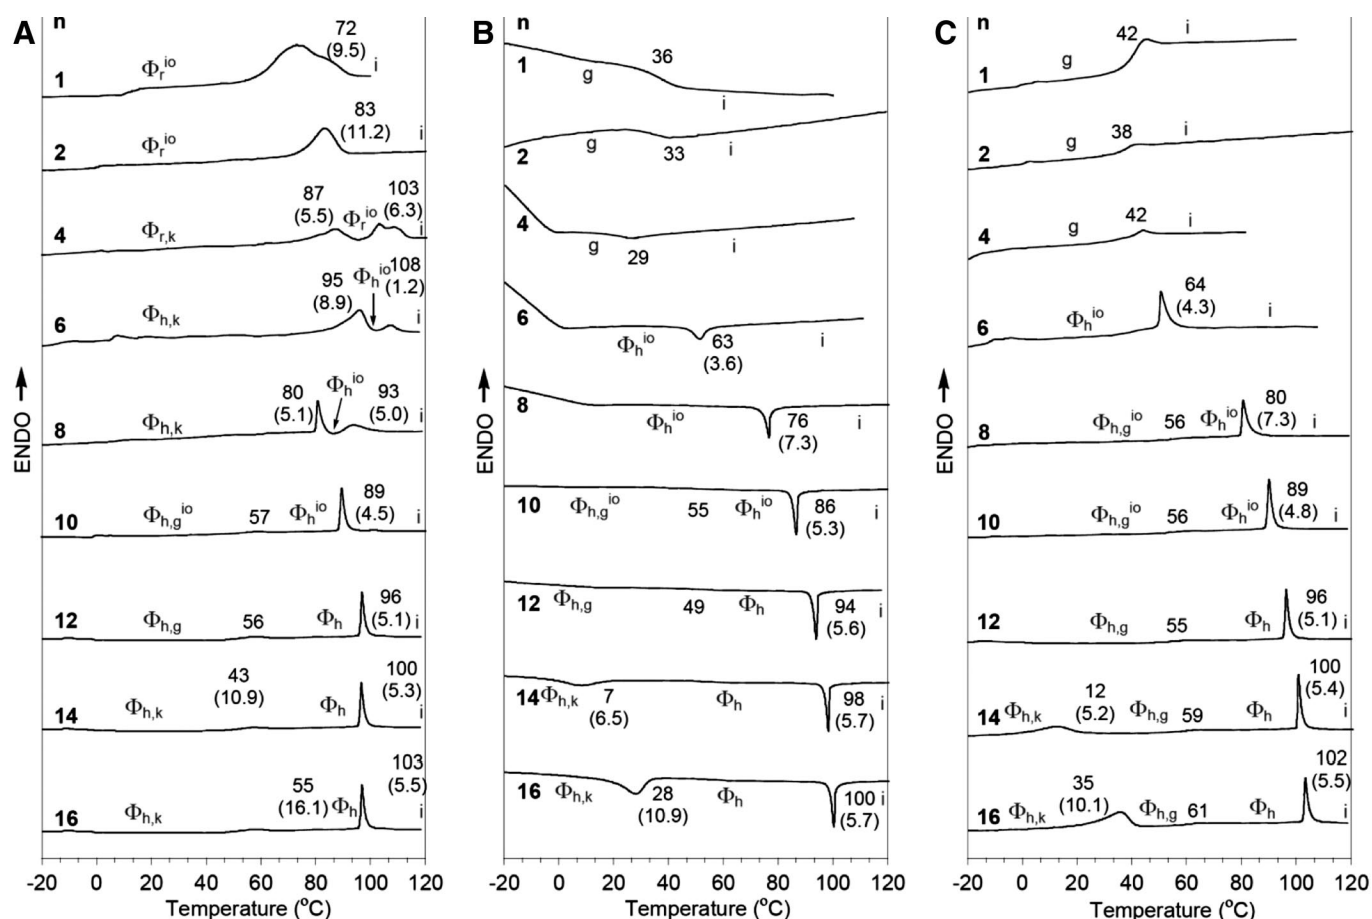 A
n
72
(9.5)
Φr io
i
1
83
(11.2)
Φr io
i
2
87
(5.5)
Φr io
103
(6.3)
Φr,k
i
4
95
(8.9)
Φh io
108
(1.2)
Φh,k
i
6
80
(5.1)
Φh io
93
(5.0)
Φh,k
i
8
Φh,g io
57
Φh io
89
(4.5)
i
10
12
Φh,g
56
Φh
96
(5.1)
i
43
(10.9)
100
(5.3)
14
Φh,k
Φh
i
55
(16.1)
103
(5.5)
16
Φh,k
Φh
i
ENDO
-20 0 20 40 60 80 100 120
Temperature (°C)
B
n
1
36
g
i
2
g
33
i
4
g
29
i
6
Φh io
63
(3.6)
i
8
Φh io
76
(7.3)
i
10
Φh,g io
55
Φh io
86
(5.3)
i
12
Φh,g
49
Φh
94
(5.6)
i
14
Φh,k
7
(6.5)
Φh
98
(5.7)
i
16
Φh,k
28
(10.9)
Φh
100
(5.7)
i
ENDO
-20 0 20 40 60 80 100 120
Temperature (°C)
C
n
42
i
g
1
38
i
g
2
42
g
i
4
64
(4.3)
Φh io
i
6
80
(7.3)
Φh,g io
56
Φh io
i
8
89
(4.8)
Φh,g io
56
Φh io
i
10
96
(5.1)
Φh,g
55
Φh
i
12
100
(5.4)
12
(5.2)
14
Φh,k
Φh,g
59
Φh
i
102
(5.5)
35
(10.1)
16
Φh,k
Φh,g
61
Φh
i
ENDO
-20 0 20 40 60 80 100 120
Temperature (°C)